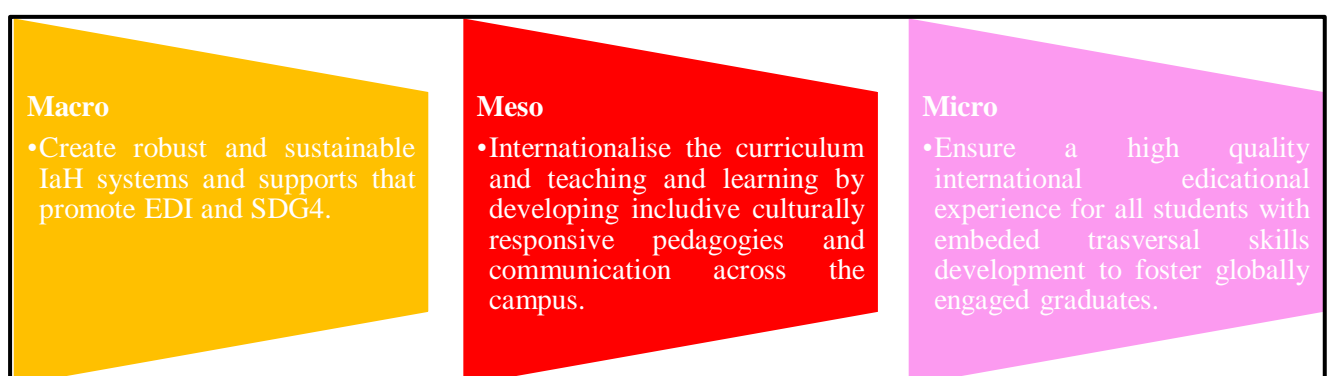 Macro
•Create robust and sustainable
IaH systems and supports that
promote EDI and SDG4.
Meso
•Internationalise the curriculum
and teaching and learning by
developing includive culturally
responsive pedagogies and
communication across the
campus.
Micro
•Ensure a high quality
international edicational
experience for all students with
embeded trasversal skills
development to foster globally
engaged graduates.